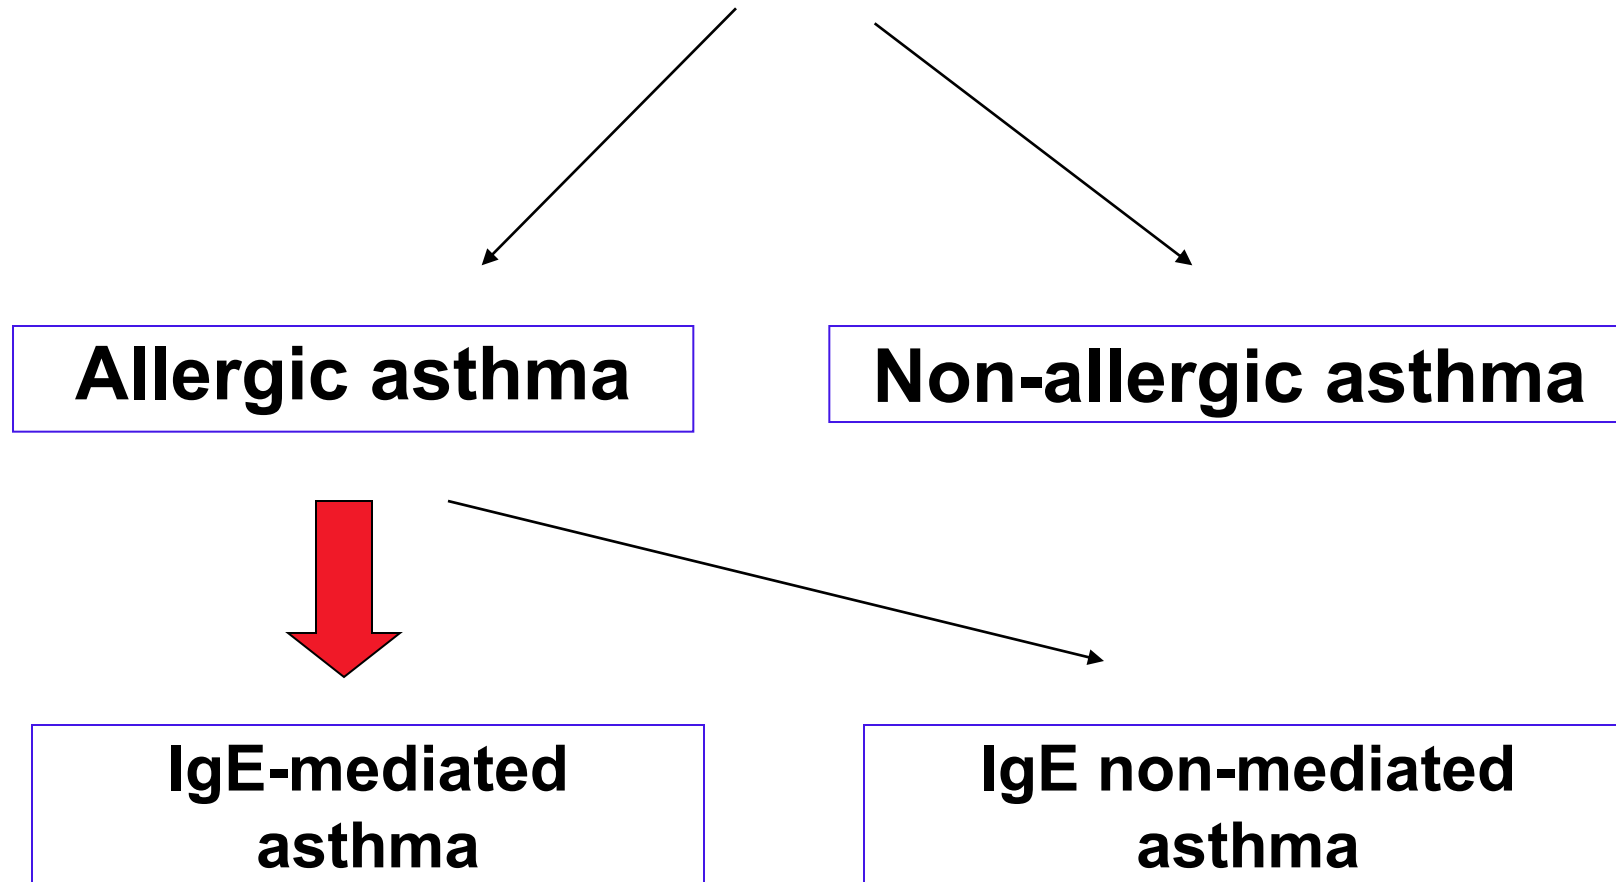 Allergic asthma
Non-allergic asthma
IgE-mediated
asthma
IgE non-mediated
asthma